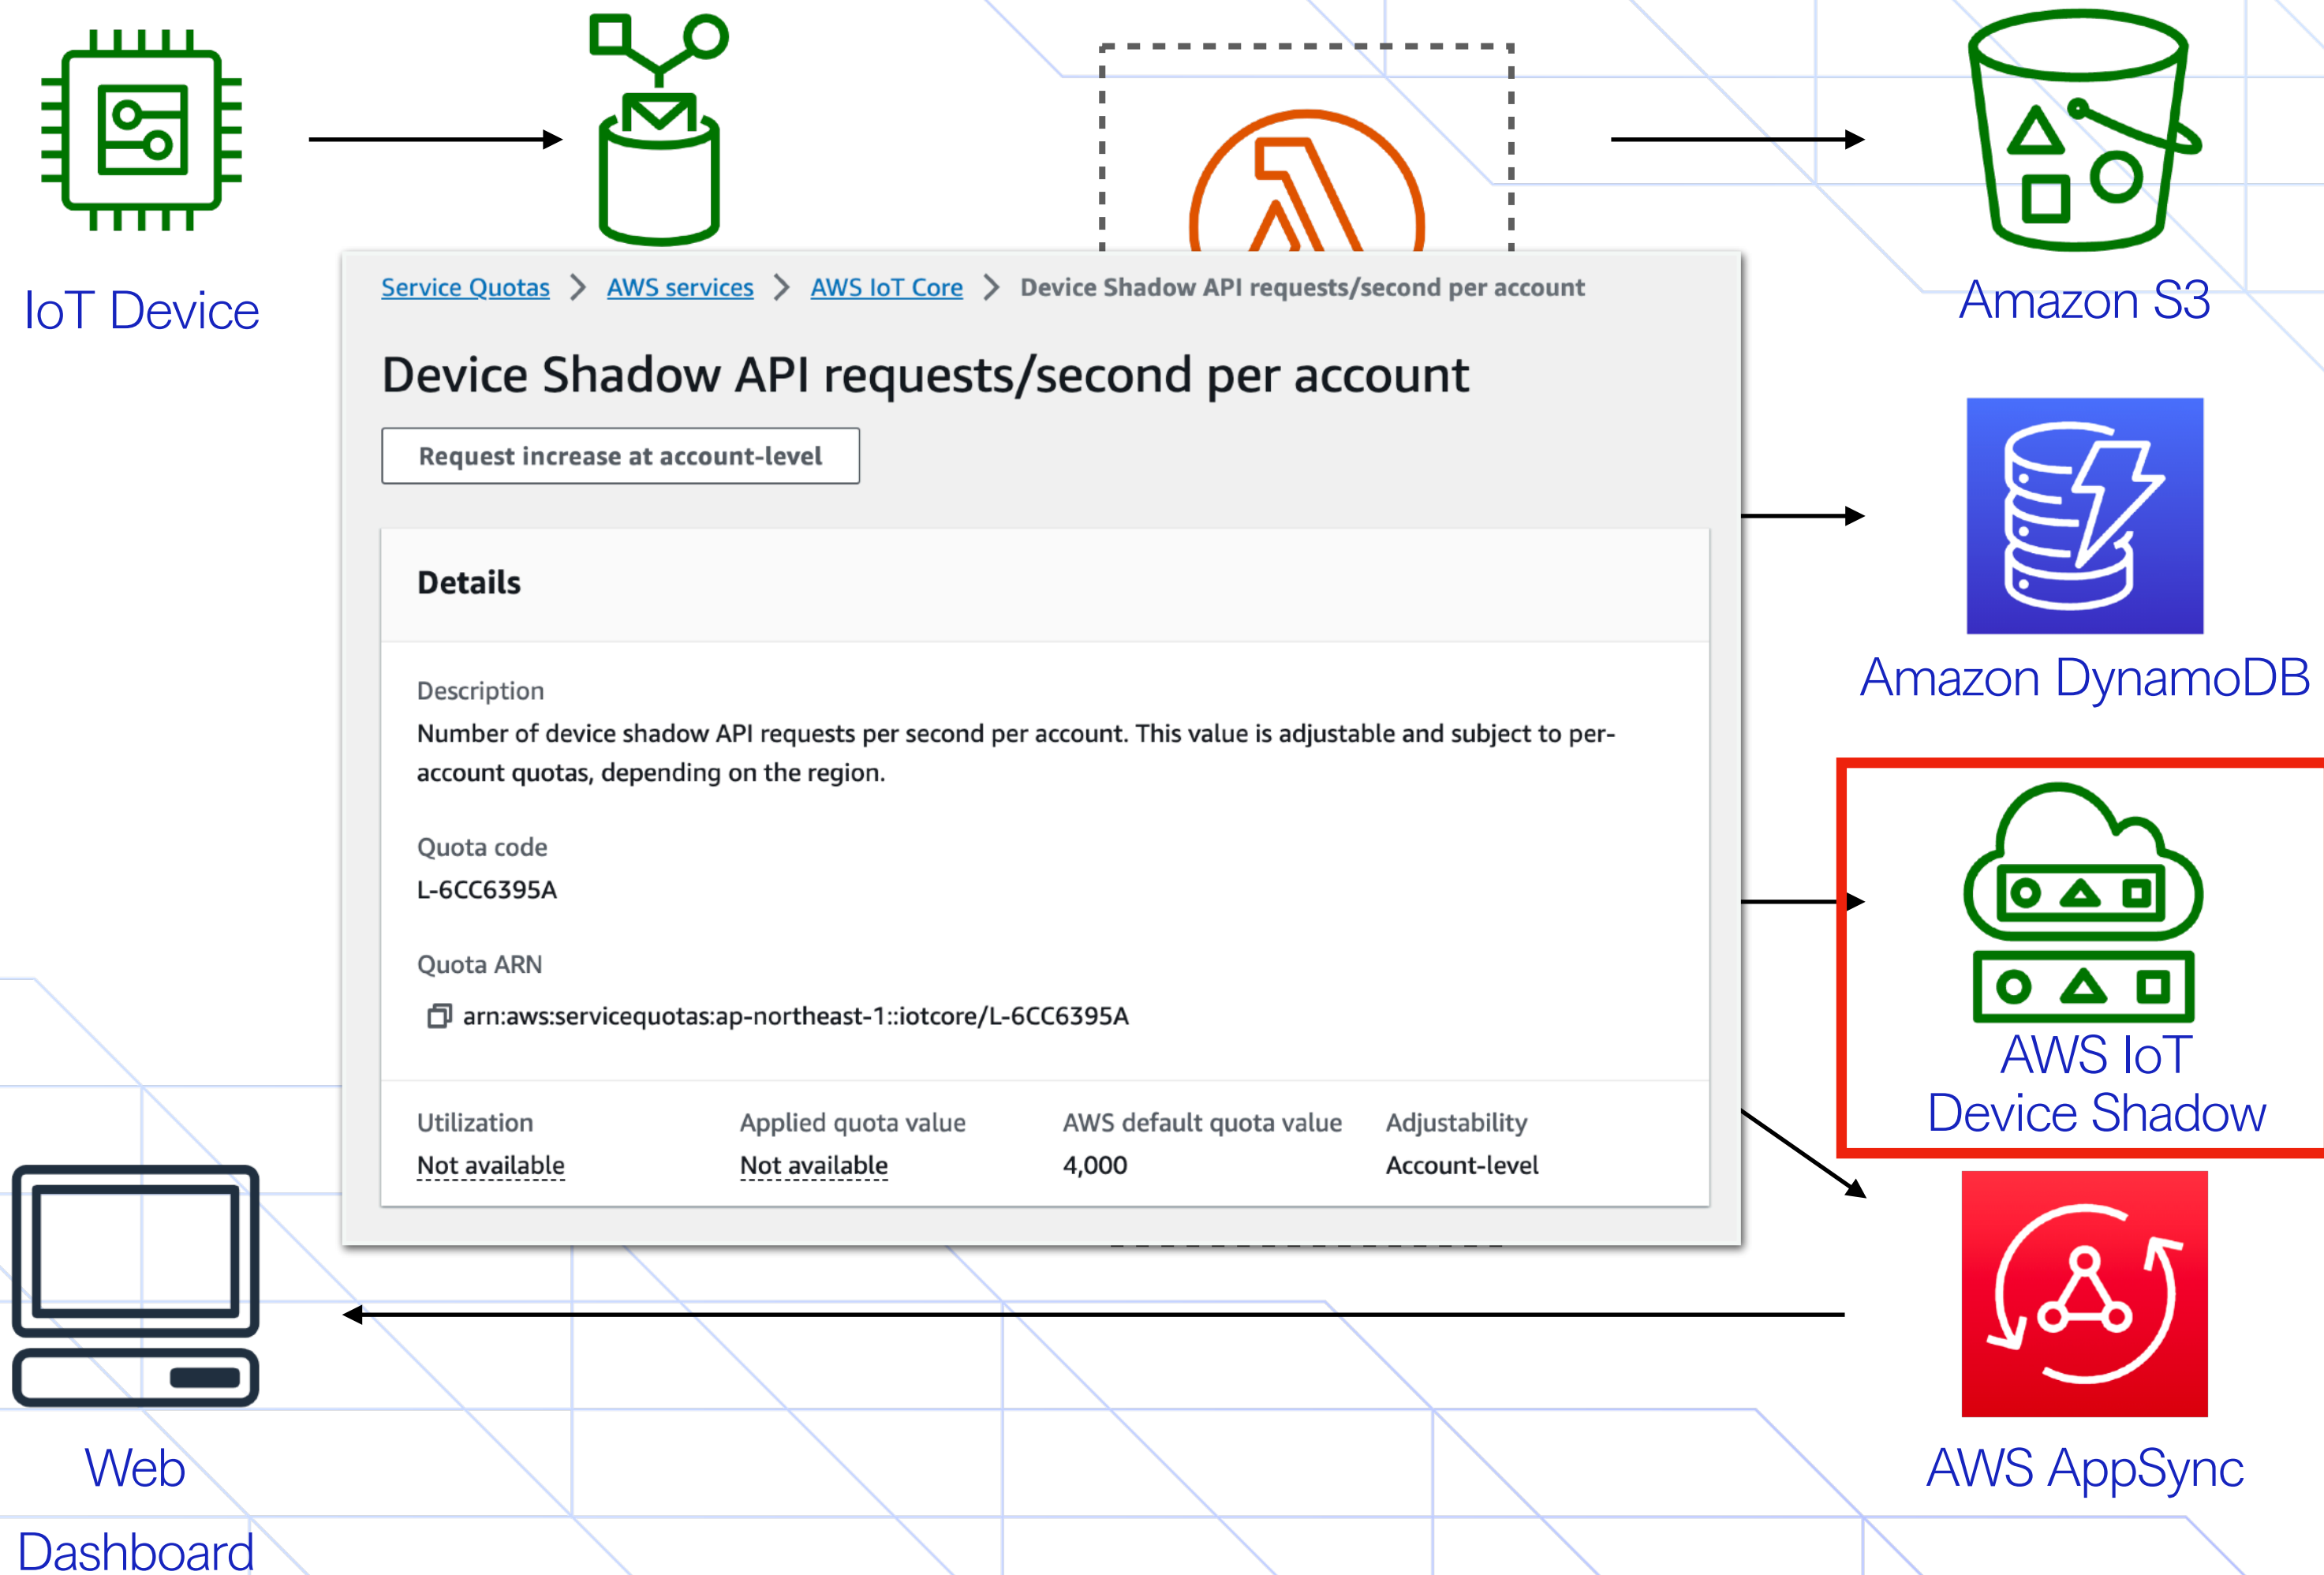 IoT Device
Amazon S3
Service Quotas > AWS services > AWS IoT Core > Device Shadow API requests/second per account
Device Shadow API requests/second per account
Request increase at account-level
Details
Description
Number of device shadow API requests per second per account. This value is adjustable and subject to per-
account quotas, depending on the region.
Quota code
L-6CC6395A
Quota ARN
arn:aws:servicequotas:ap-northeast-1::iotcore/L-6CC6395A
Utilization
Not available
Applied quota value
Not available
AWS default quota value
4,000
Adjustability
Account-level
Amazon DynamoDB
AWS IoT
Device Shadow
AWS AppSync
Web
Dashboard